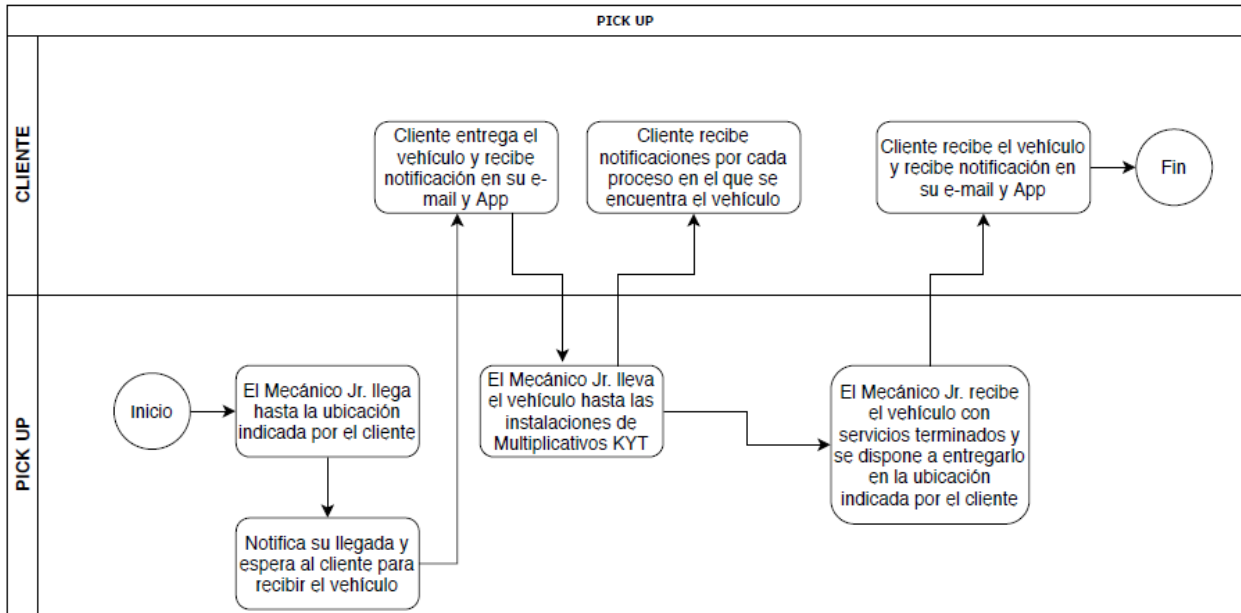 PICK UP
CLIENTE
Cliente entrega el
vehículo y recibe
notificación en su e-
mail y App
Cliente recibe
notificaciones por cada
proceso en el que se
encuentra el vehículo
Cliente recibe el vehículo
y recibe notificación en
su e-mail y App
Fin
PICK UP
Inicio
El Mecánico Jr. llega
hasta la ubicación
indicada por el cliente
Notifica su llegada y
espera al cliente para
recibir el vehículo
El Mecánico Jr. lleva
el vehículo hasta las
instalaciones de
Multiplicativos KYT
El Mecánico Jr. recibe
el vehículo con
servicios terminados y
se dispone a entregarlo
en la ubicación
indicada por el cliente